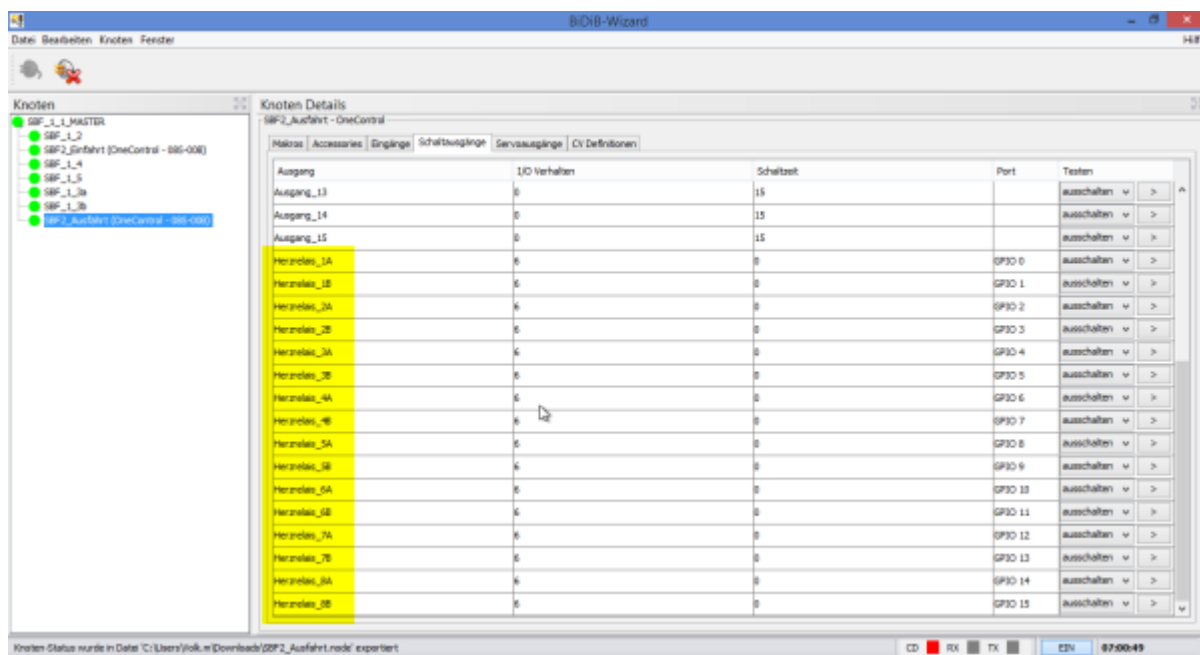 BiDiB-Wizard
Datei Bearbeiten Knoten Fenster Hilf
Knoten
SBF_1_1_MASTER
SBF_1_2
SBF2_Einfahrt (OneControl - 085-008)
SBF_1_4
SBF_1_5
SBF_1_3a
SBF_1_3b
SBF2_Ausfahrt (OneControl - 085-008)
Knoten Details
SBF2_Ausfahrt - OneControl
Makros Accessories Eingänge Schaltausgänge Servoausgänge CV Definitionen
Ausgang I/O Verhalten Schaltzeit Port Testen
Ausgang_13 0 15 ausschalten >
Ausgang_14 0 15 ausschalten >
Ausgang_15 0 15 ausschalten >
Herzrelais_1A 6 0 GPIO 0 ausschalten >
Herzrelais_1B 6 0 GPIO 1 ausschalten >
Herzrelais_2A 6 0 GPIO 2 ausschalten >
Herzrelais_2B 6 0 GPIO 3 ausschalten >
Herzrelais_3A 6 0 GPIO 4 ausschalten >
Herzrelais_3B 6 0 GPIO 5 ausschalten >
Herzrelais_4A 6 0 GPIO 6 ausschalten >
Herzrelais_4B 6 0 GPIO 7 ausschalten >
Herzrelais_5A 6 0 GPIO 8 ausschalten >
Herzrelais_5B 6 0 GPIO 9 ausschalten >
Herzrelais_6A 6 0 GPIO 10 ausschalten >
Herzrelais_6B 6 0 GPIO 11 ausschalten >
Herzrelais_7A 6 0 GPIO 12 ausschalten >
Herzrelais_7B 6 0 GPIO 13 ausschalten >
Herzrelais_8A 6 0 GPIO 14 ausschalten >
Herzrelais_8B 6 0 GPIO 15 ausschalten >
Knoten-Status wurde in Datei 'C:\Users\Volk.m\Downloads\SBF2_Ausfahrt.node' exportiert CD RX TX EIN 07:00:49